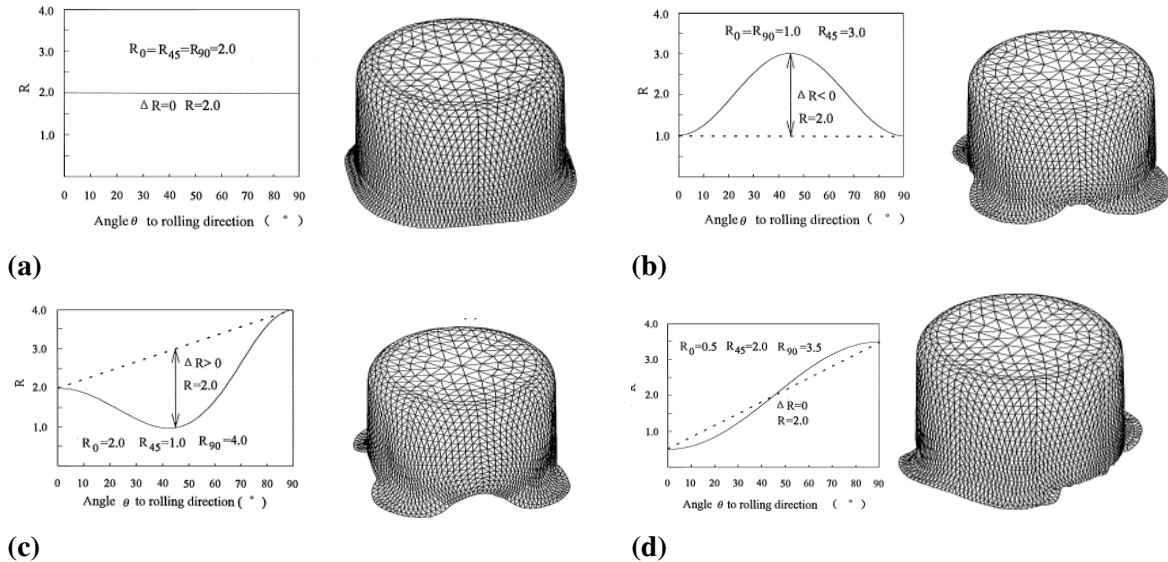 4.0
3.0
2.0
1.0
R
R₀=R₄₅=R₉₀=2.0
Δ R=0 R=2.0
0 10 20 30 40 50 60 70 80 90
Angle θ to rolling direction ( ° )
(a)
4.0
3.0
2.0
1.0
R
R₀=R₉₀=1.0 R₄₅=3.0
Δ R< 0
R=2.0
0 10 20 30 40 50 60 70 80 90
Angle θ to rolling direction ( ° )
(b)
4.0
3.0
2.0
1.0
R
Δ R> 0
R=2.0
R₀=2.0 R₄₅=1.0 R₉₀=4.0
0 10 20 30 40 50 60 70 80 90
Angle θ to rolling direction ( ° )
(c)
4.0
3.0
2.0
1.0
R₀=0.5 R₄₅=2.0 R₉₀=3.5
Δ R=0
R=2.0
0 10 20 30 40 50 60 70 80 90
Angle θ to rolling direction ( ° )
(d)